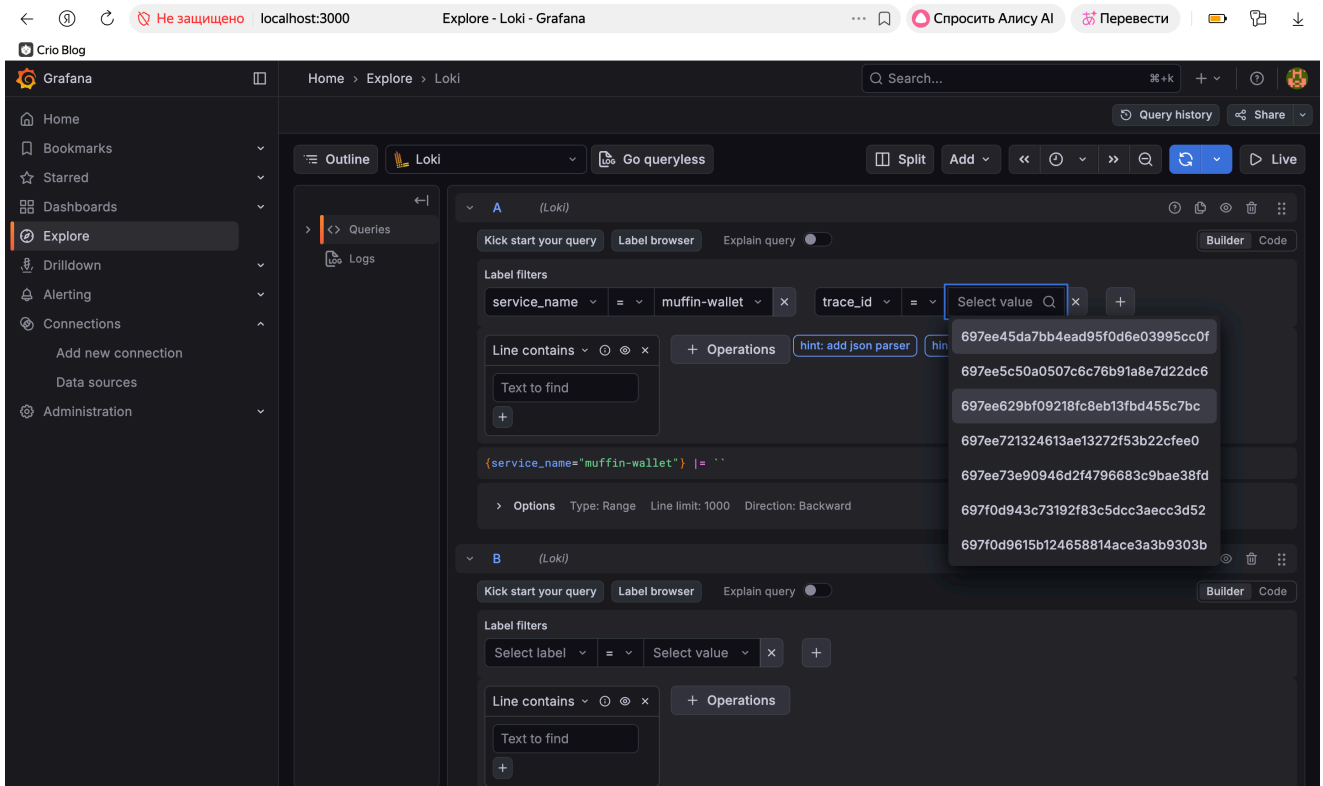 Не защищено localhost:3000 Explore - Loki - Grafana Спросить Алису AI Перевести
Crio Blog
Grafana Home › Explore › Loki Search... ⌘+k
Query history Share
Home
Bookmarks
Starred
Dashboards
Explore
Drilldown
Alerting
Connections
Add new connection
Data sources
Administration
Outline Loki Go queryless Split Add Live
Queries
Logs
A (Loki)
Kick start your query Label browser Explain query Builder Code
Label filters
service_name = muffin-wallet trace_id = Select value
697ee45da7bb4ead95f0d6e03995cc0f
697ee5c50a0507c6c76b91a8e7d22dc6
697ee629bf09218fc8eb13fbd455c7bc
697ee721324613ae13272f53b22cfee0
697ee73e90946d2f4796683c9bae38fd
697f0d943c73192f83c5dcc3aecc3d52
697f0d9615b124658814ace3a3b9303b
Line contains + Operations hint: add json parser hin
Text to find
{service_name="muffin-wallet"} |= ``
Options Type: Range Line limit: 1000 Direction: Backward
B (Loki)
Kick start your query Label browser Explain query Builder Code
Label filters
Select label = Select value
Line contains + Operations
Text to find